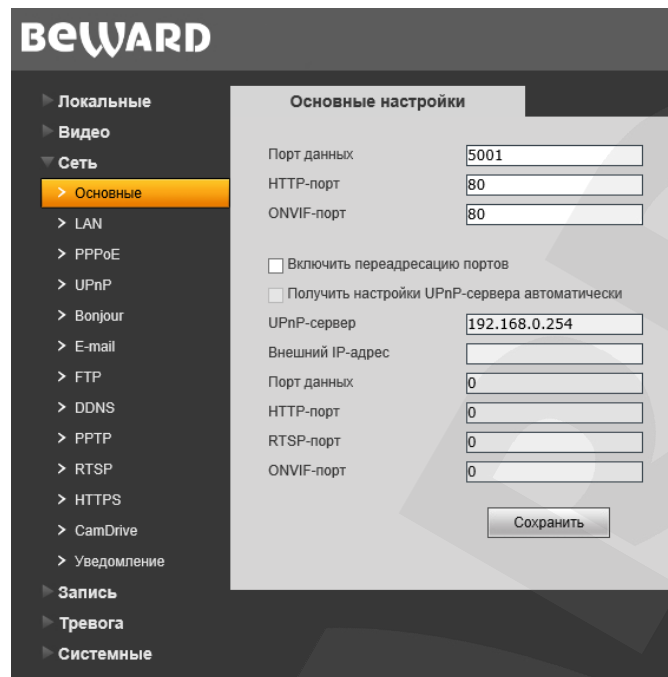 BEWARD
Локальные
Видео
Сеть
Основные
LAN
PPPoE
UPnP
Bonjour
E-mail
FTP
DDNS
PPTP
RTSP
HTTPS
CamDrive
Уведомление
Запись
Тревога
Системные
Основные настройки
Порт данных 5001
HTTP-порт 80
ONVIF-порт 80
Включить переадресацию портов
Получить настройки UPnP-сервера автоматически
UPnP-сервер 192.168.0.254
Внешний IP-адрес
Порт данных 0
HTTP-порт 0
RTSP-порт 0
ONVIF-порт 0
Сохранить